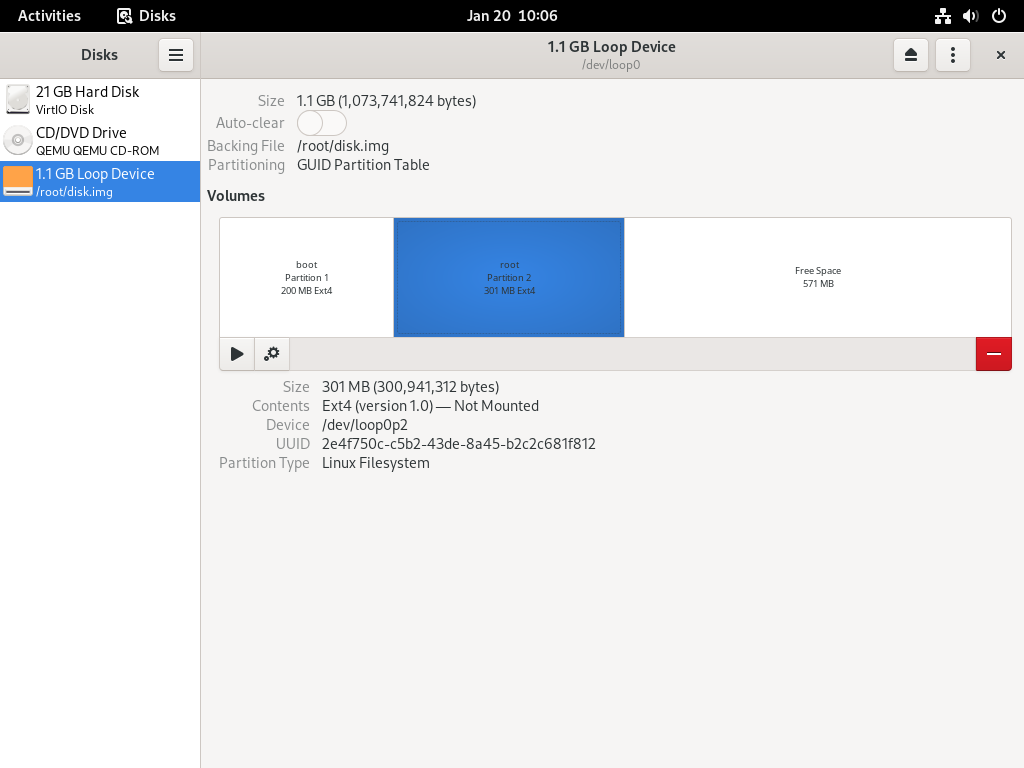 Activities
Disks
Jan 20 10:06
Disks
1.1 GB Loop Device
/dev/loop0
21 GB Hard Disk
VirtIO Disk
CD/DVD Drive
QEMU QEMU CD-ROM
1.1 GB Loop Device
/root/disk.img
Size 1.1 GB (1,073,741,824 bytes)
Auto-clear
Backing File /root/disk.img
Partitioning GUID Partition Table
Volumes
boot
Partition 1
200 MB Ext4
root
Partition 2
301 MB Ext4
Free Space
571 MB
Size 301 MB (300,941,312 bytes)
Contents Ext4 (version 1.0) — Not Mounted
Device /dev/loop0p2
UUID 2e4f750c-c5b2-43de-8a45-b2c2c681f812
Partition Type Linux Filesystem